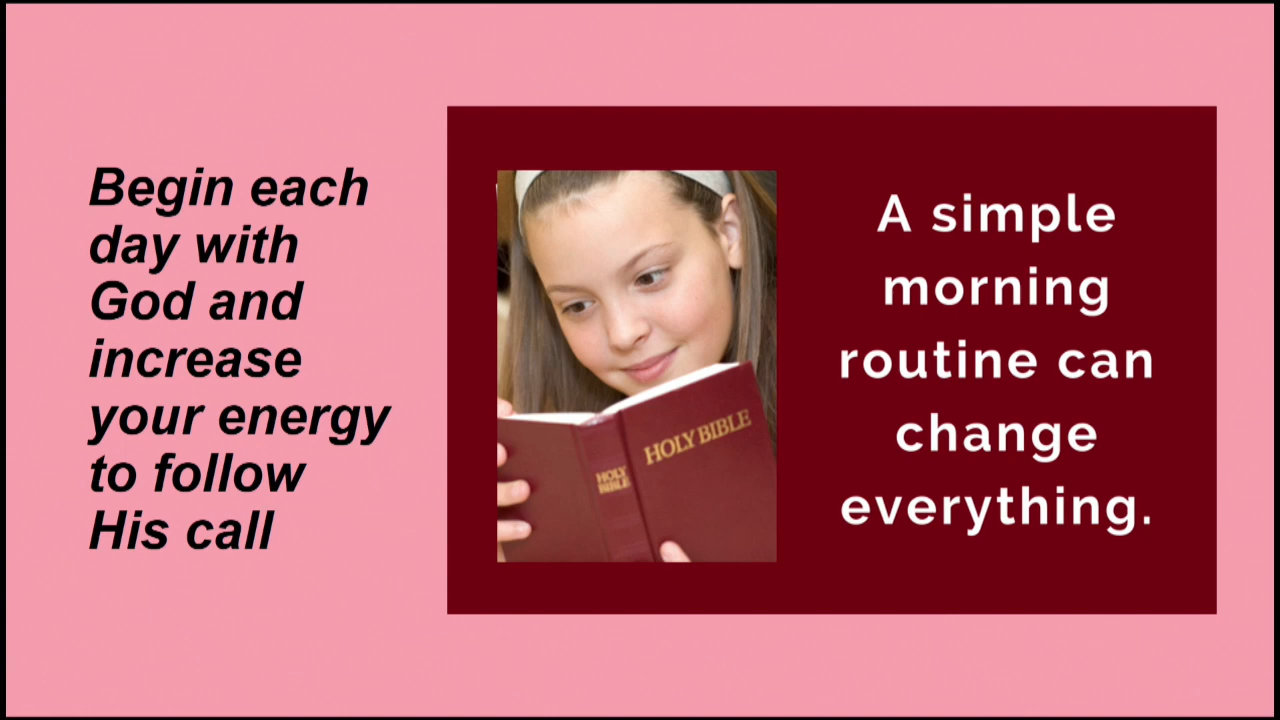 Begin each
day with
God and
increase
your energy
to follow
His call
HOLY
BIBLE
HOLY BIBLE
A simple
morning
routine can
change
everything.